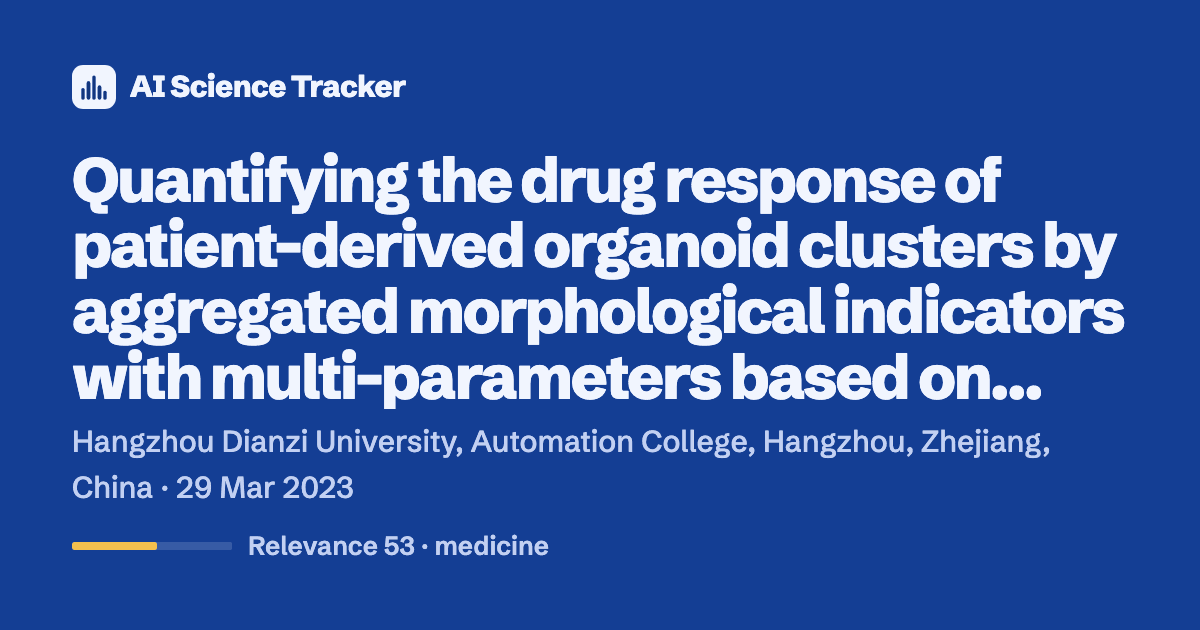 AI Science Tracker
Quantifying the drug response of
patient-derived organoid clusters by
aggregated morphological indicators
with multi-parameters based on...
Hangzhou Dianzi University, Automation College, Hangzhou, Zhejiang,
China · 29 Mar 2023
Relevance 53 · medicine